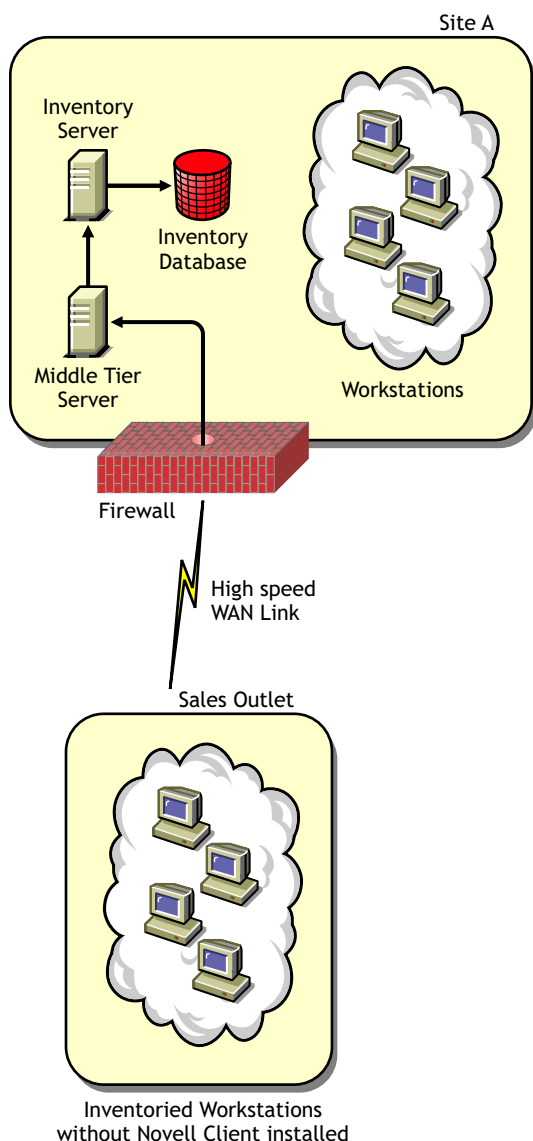 Site A
Inventory
Server
Inventory
Database
Middle Tier
Server
Workstations
Firewall
High speed
WAN Link
Sales Outlet
Inventoried Workstations
without Novell Client installed